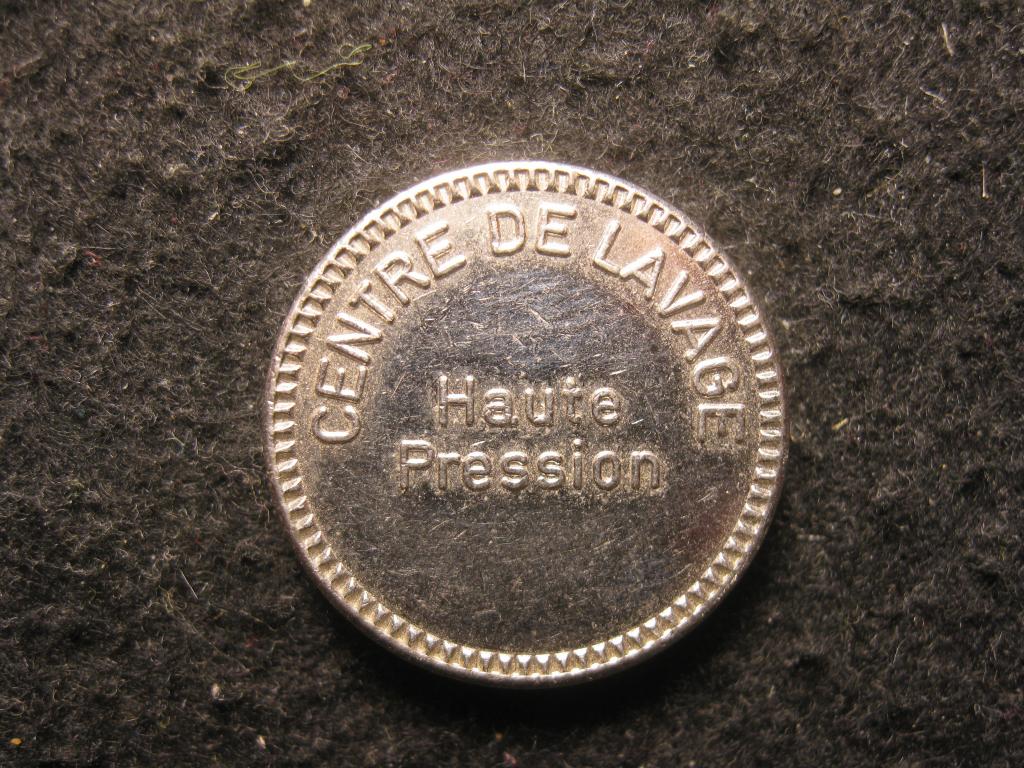 CENTRE DE LAVAGE
Haute
Pression